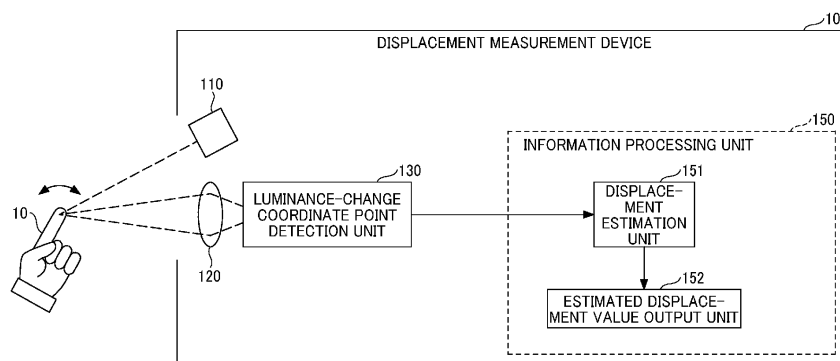 10
DISPLACEMENT MEASUREMENT DEVICE
110
150
INFORMATION PROCESSING UNIT
130
151
LUMINANCE-CHANGE
COORDINATE POINT
DETECTION UNIT
DISPLACE-
MENT
ESTIMATION
UNIT
10
120
152
ESTIMATED DISPLACE-
MENT VALUE OUTPUT UNIT